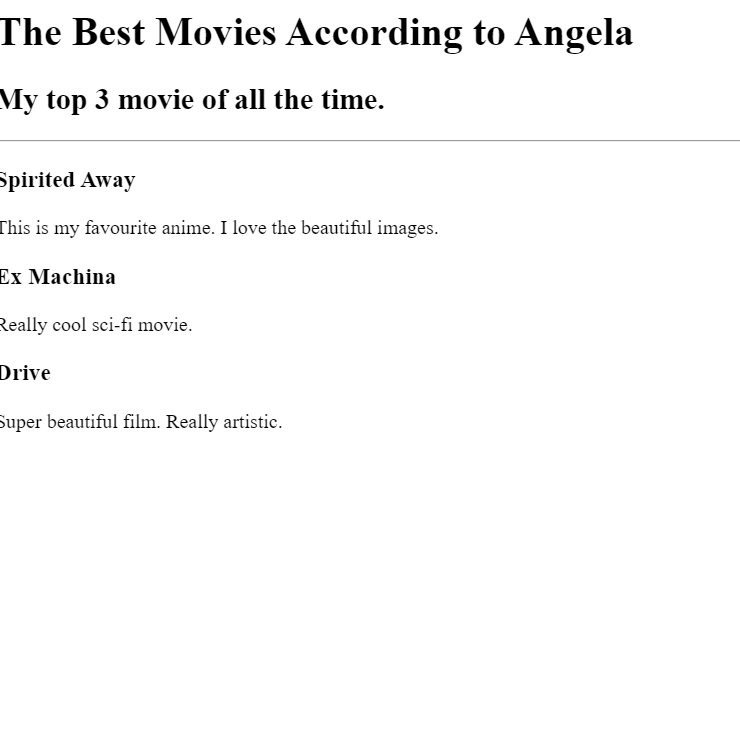 The Best Movies According to Angela
My top 3 movie of all the time.
Spirited Away
This is my favourite anime. I love the beautiful images.
Ex Machina
Really cool sci-fi movie.
Drive
Super beautiful film. Really artistic.